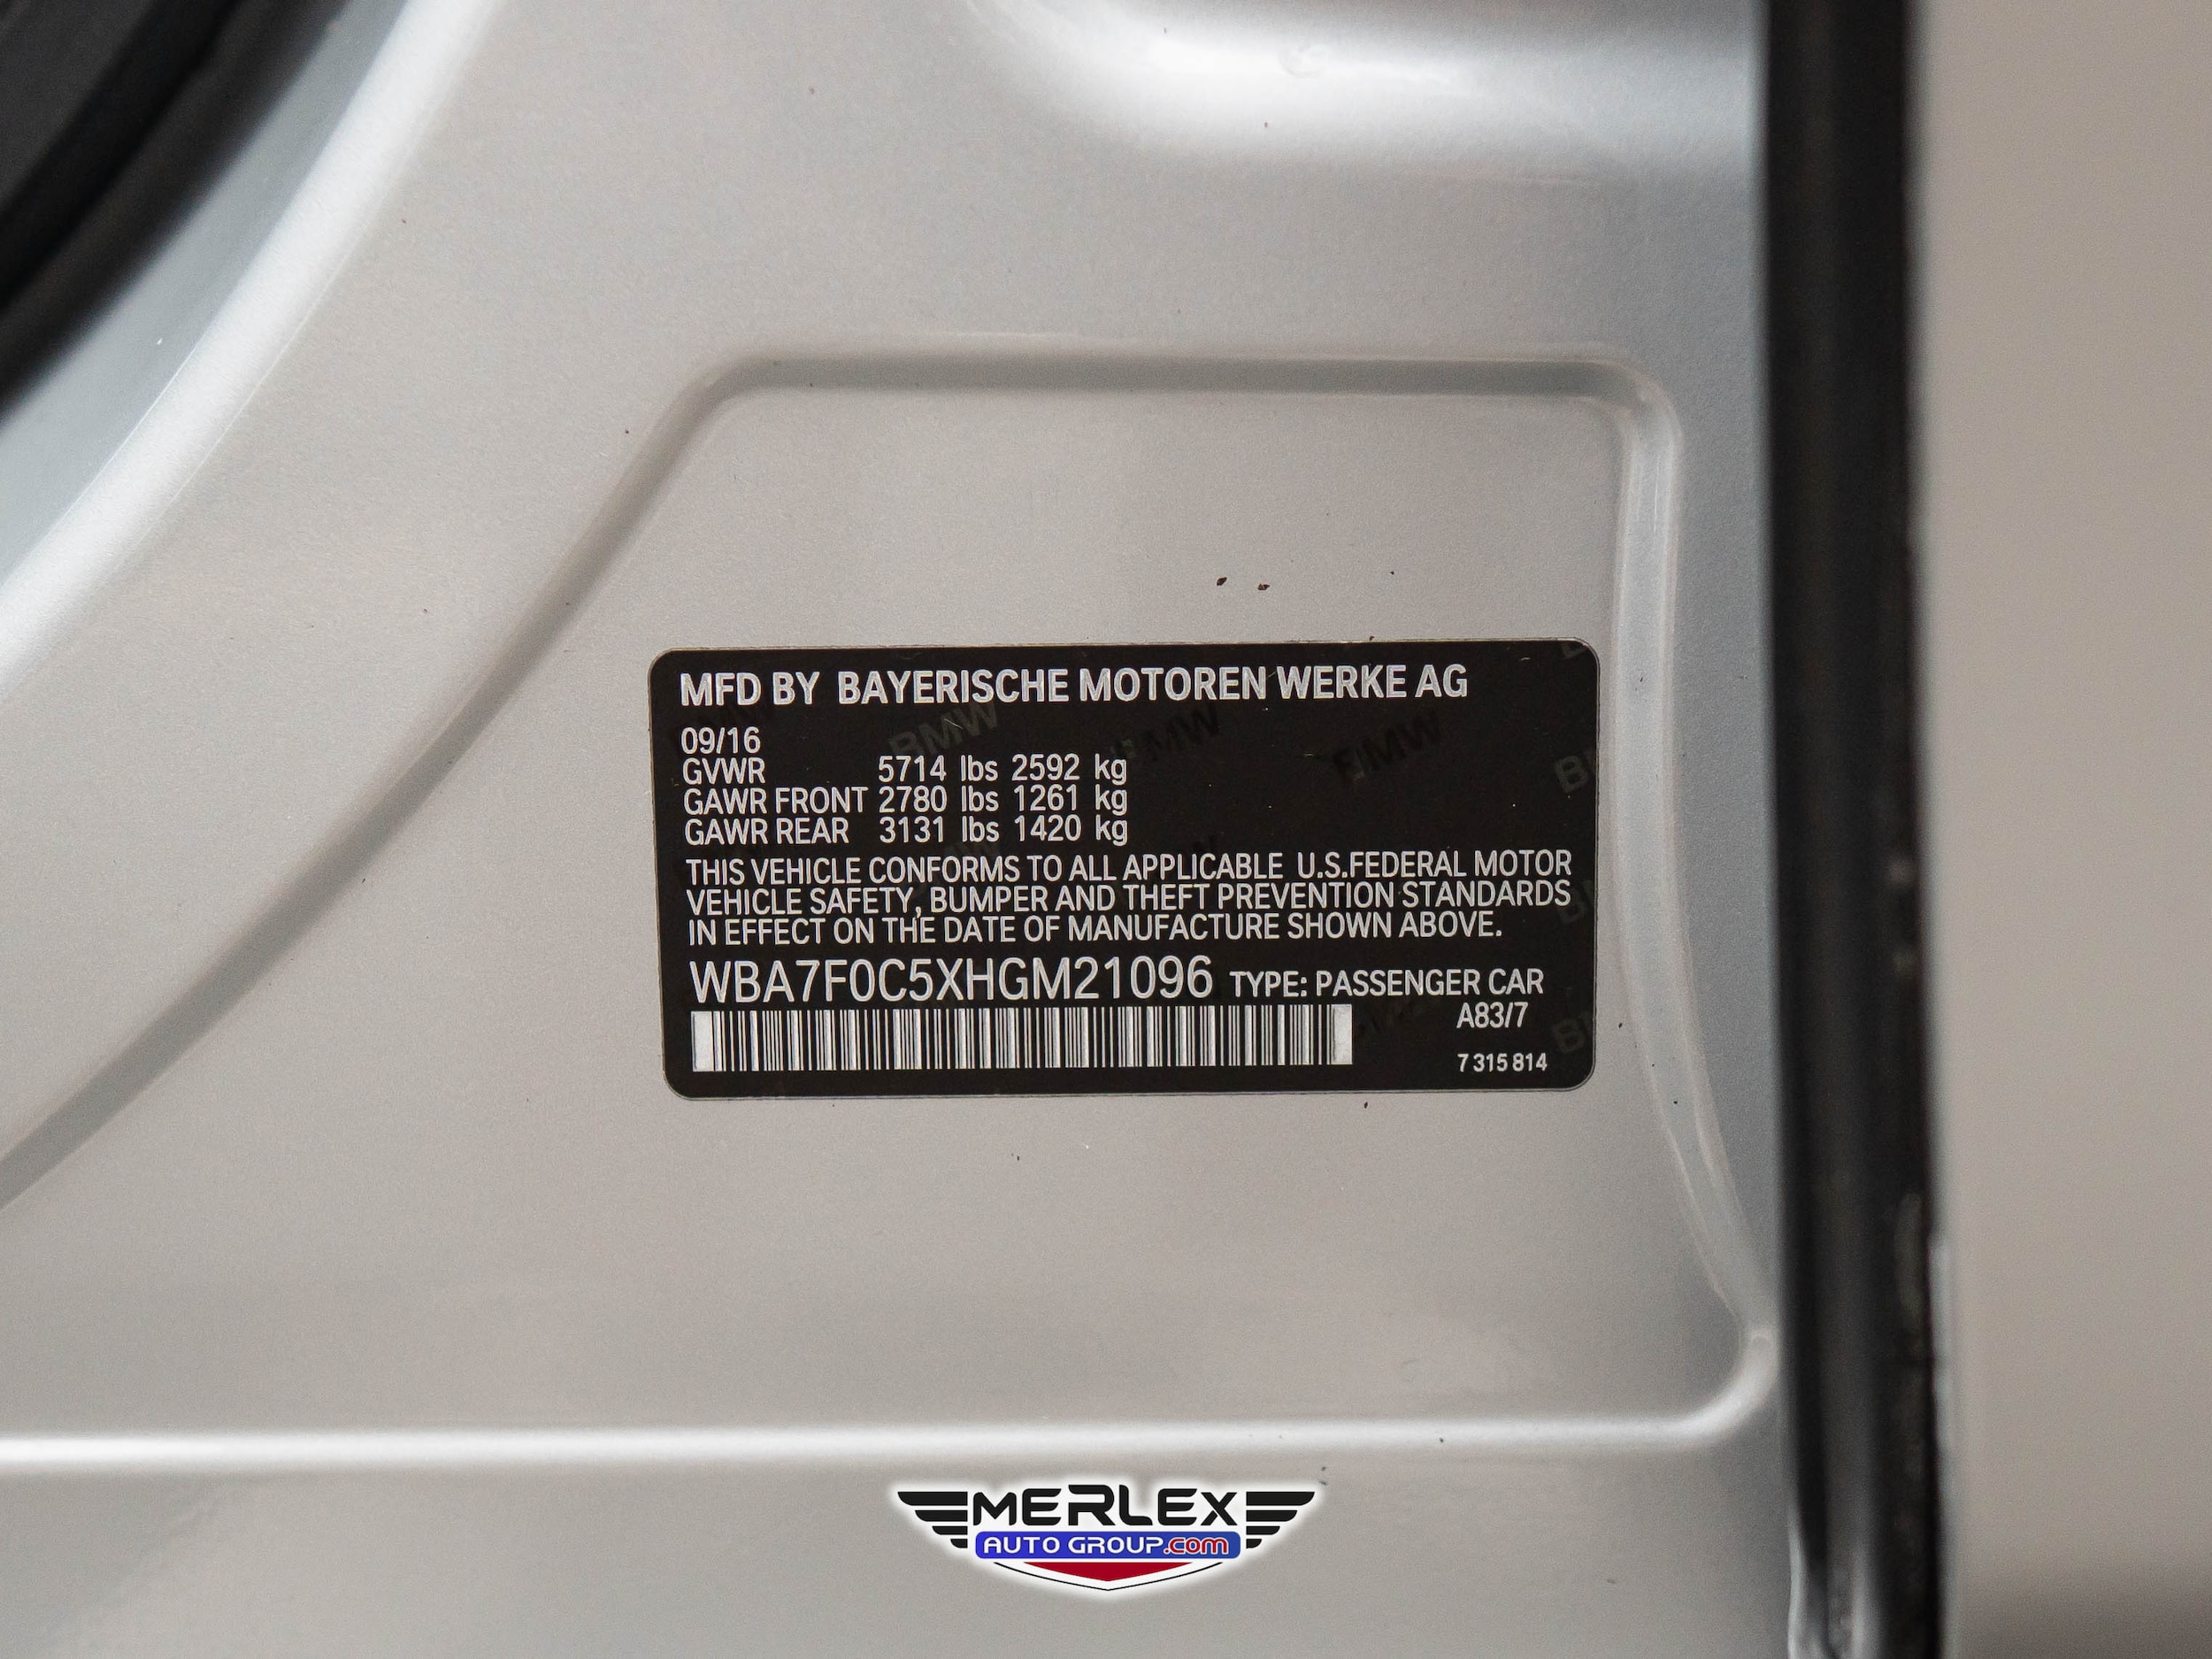 MFD BY BAYERISCHE MOTOREN WERKE AG
09/16
GVWR 5714 lbs 2592 kg
GAWR FRONT 2780 lbs 1261 kg
GAWR REAR 3131 lbs 1420 kg
THIS VEHICLE CONFORMS TO ALL APPLICABLE U.S.FEDERAL MOTOR
VEHICLE SAFETY, BUMPER AND THEFT PREVENTION STANDARDS
IN EFFECT ON THE DATE OF MANUFACTURE SHOWN ABOVE.
WBA7F0C5XHGM21096 TYPE: PASSENGER CAR
A83/7
7 315 814
MERLEX
AUTO GROUP.com